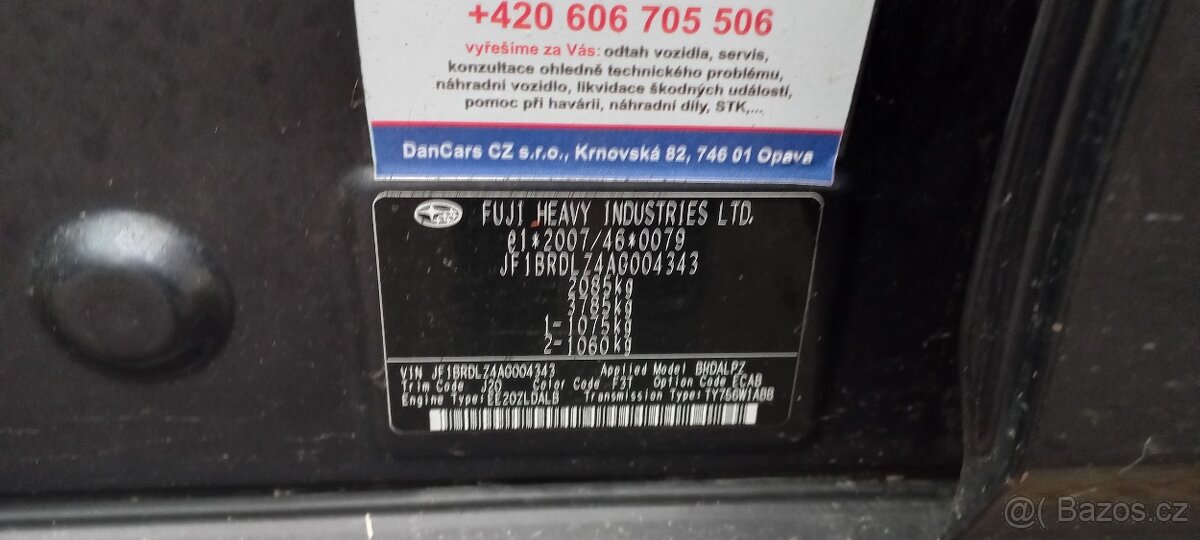 +420 606 705 506
vyřešíme za Vás: odtah vozidla, servis,
konzultace ohledně technického problému,
náhradní vozidlo, likvidace škodných událostí,
pomoc při havárii, náhradní díly, STK,...
DanCars CZ s.r.o., Krnovská 82, 746 01 Opava
FUJI HEAVY INDUSTRIES LTD.
e1*2007/46*0079
JF1BRDLZ4AG004343
2085kg
3785kg
1-1075kg
2-1060kg
VIN JF1BRDLZ4AG004343 Applied Model BRDALPZ
Trim Code J20 Color Code F3T Option Code ECAB
Engine Type:EE20ZLDALB Transmission Type:TY756W1ABB
@( Bazos.cz